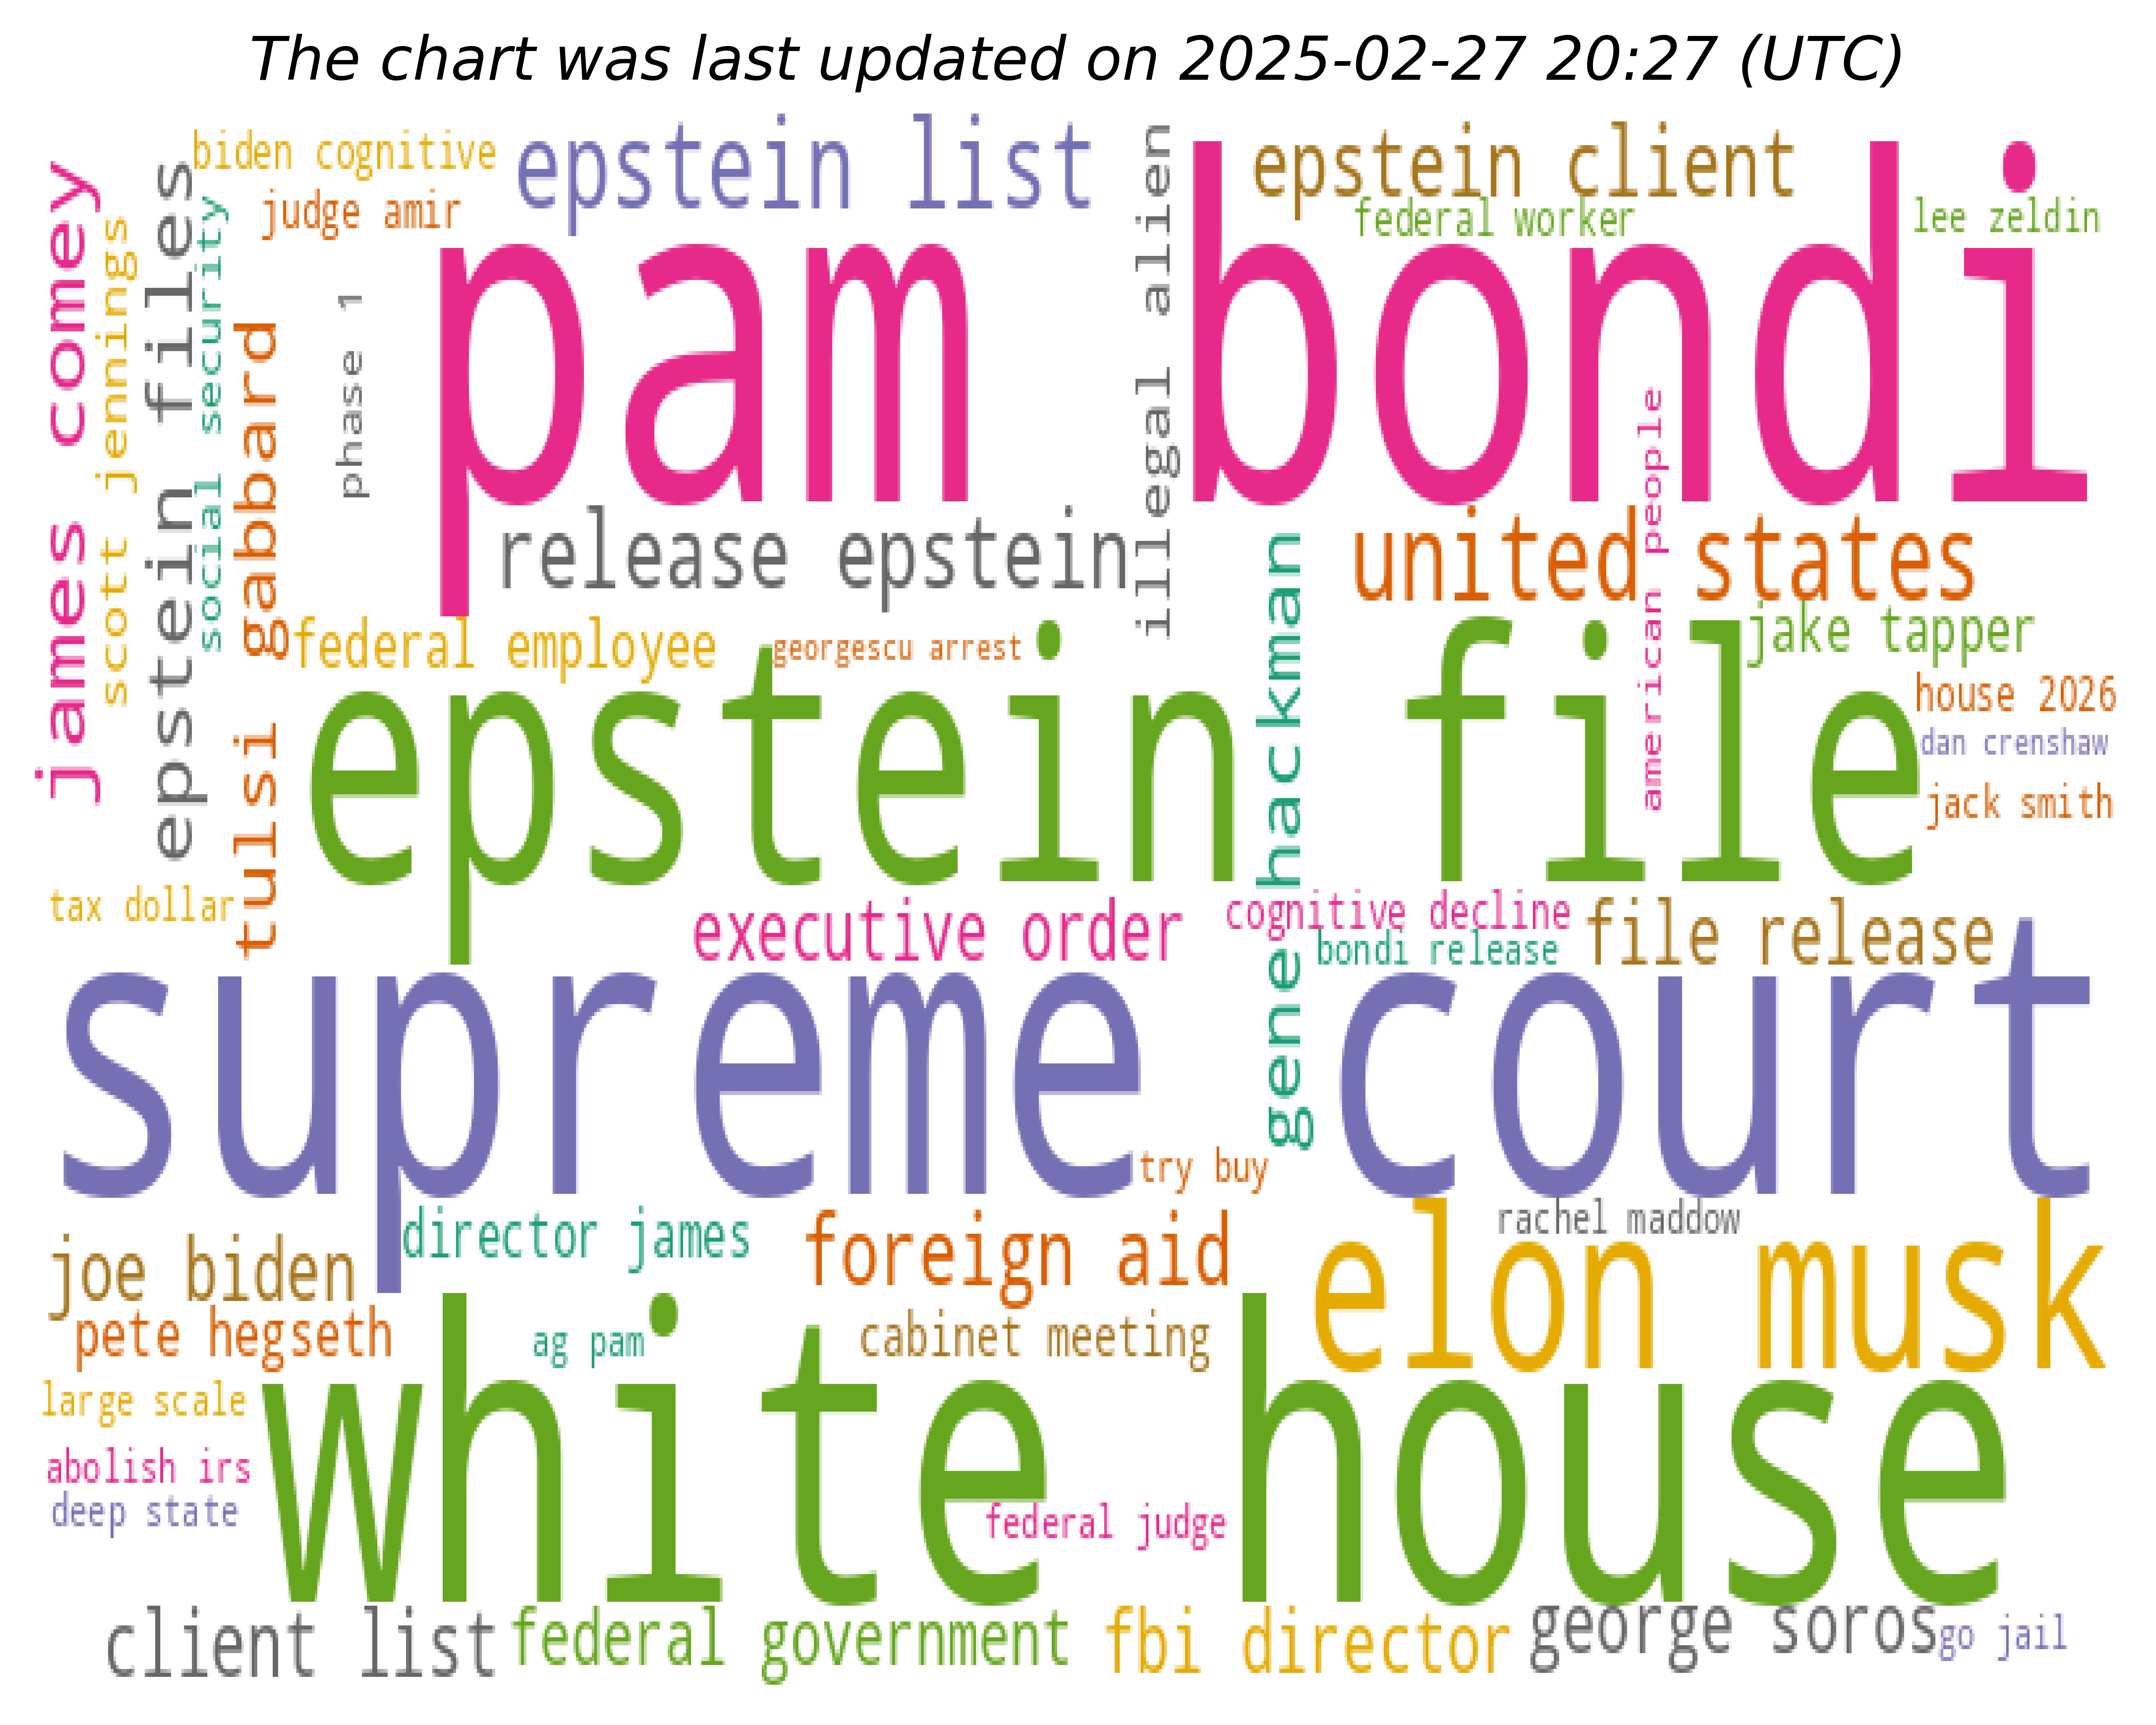 The chart was last updated on 2025-02-27 20:27 (UTC)
biden cognitive
epstein list
epstein client
judge amir
federal worker
lee zeldin
james comey
scott jennings
epstein files
social security
tulsi gabbard
phase 1
pam bondi
illegal alien
american people
release epstein
united states
gene hackman
federal employee
georgescu arrest
jake tapper
epstein file
house 2026
dan crenshaw
jack smith
tax dollar
executive order
cognitive decline
bondi release
file release
supreme court
try buy
director james
foreign aid
rachel maddow
joe biden
elon musk
pete hegseth
ag pam
cabinet meeting
large scale
white house
abolish irs
deep state
federal judge
client list
federal government
fbi director
george soros
go jail